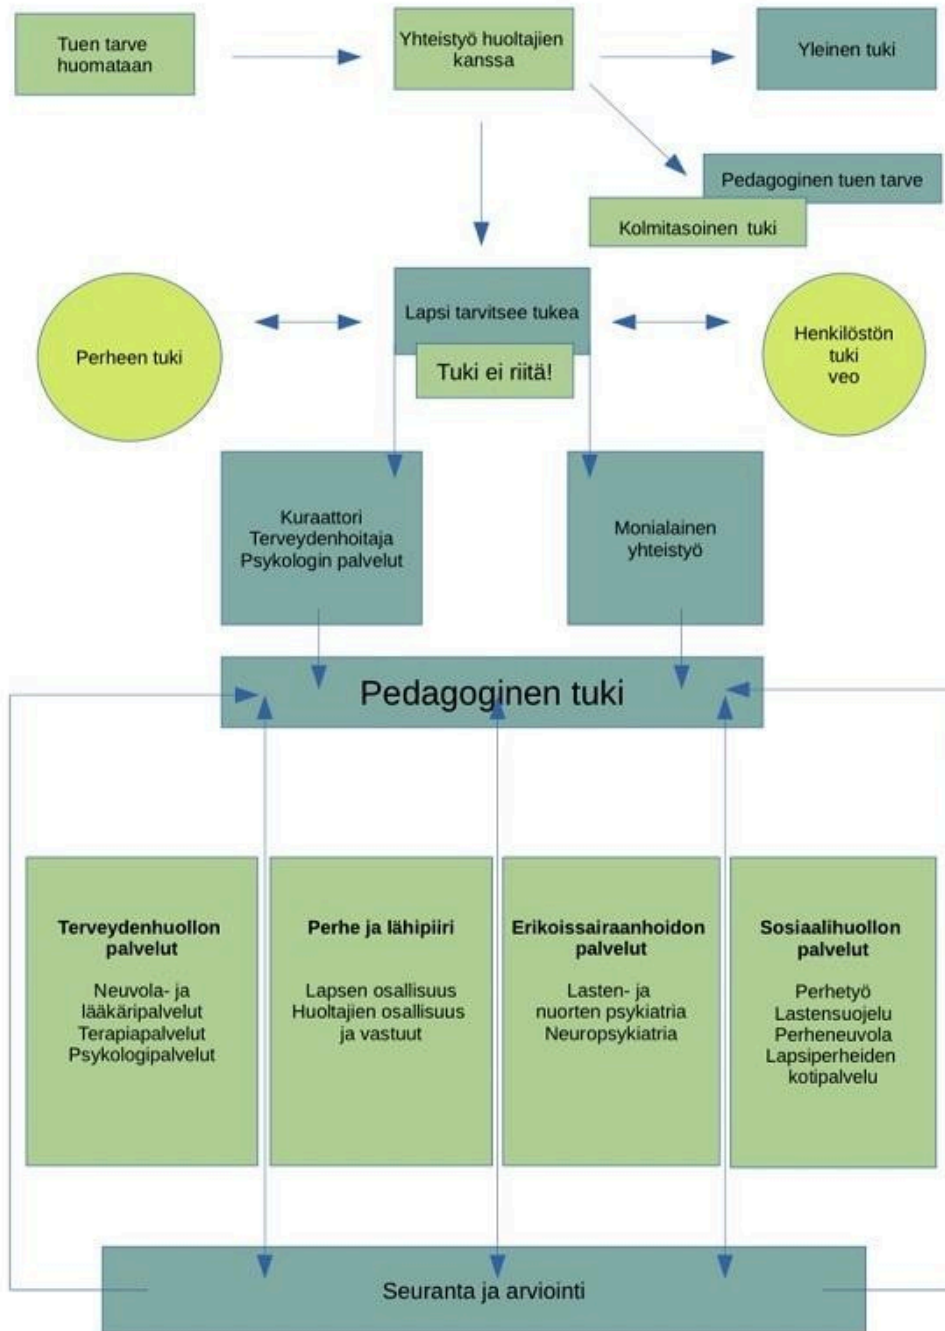 Tuen tarve
huomataan
Yhteistyö huoltajien
kanssa
Yleinen tuki
Pedagoginen tuen tarve
Kolmitasoinen tuki
Perheen tuki
Lapsi tarvitsee tukea
Tuki ei riitä!
Henkilöstön
tuki
veo
Kuraattori
Terveydenhoitaja
Psykologin palvelut
Monialainen
yhteistyö
Pedagoginen tuki
Terveydenhuollon
palvelut
Neuvola- ja
lääkäripalvelut
Terapiapalvelut
Psykologipalvelut
Perhe ja lähipiiri
Lapsen osallisuus
Huoltajien osallisuus
ja vastuut
Erikoissairaanhoidon
palvelut
Lasten- ja
nuorten psykiatria
Neuropsykiatria
Sosiaalihuollon
palvelut
Perhetyö
Lastensuojelu
Perheneuvola
Lapsiperheiden
kotipalvelu
Seuranta ja arviointi